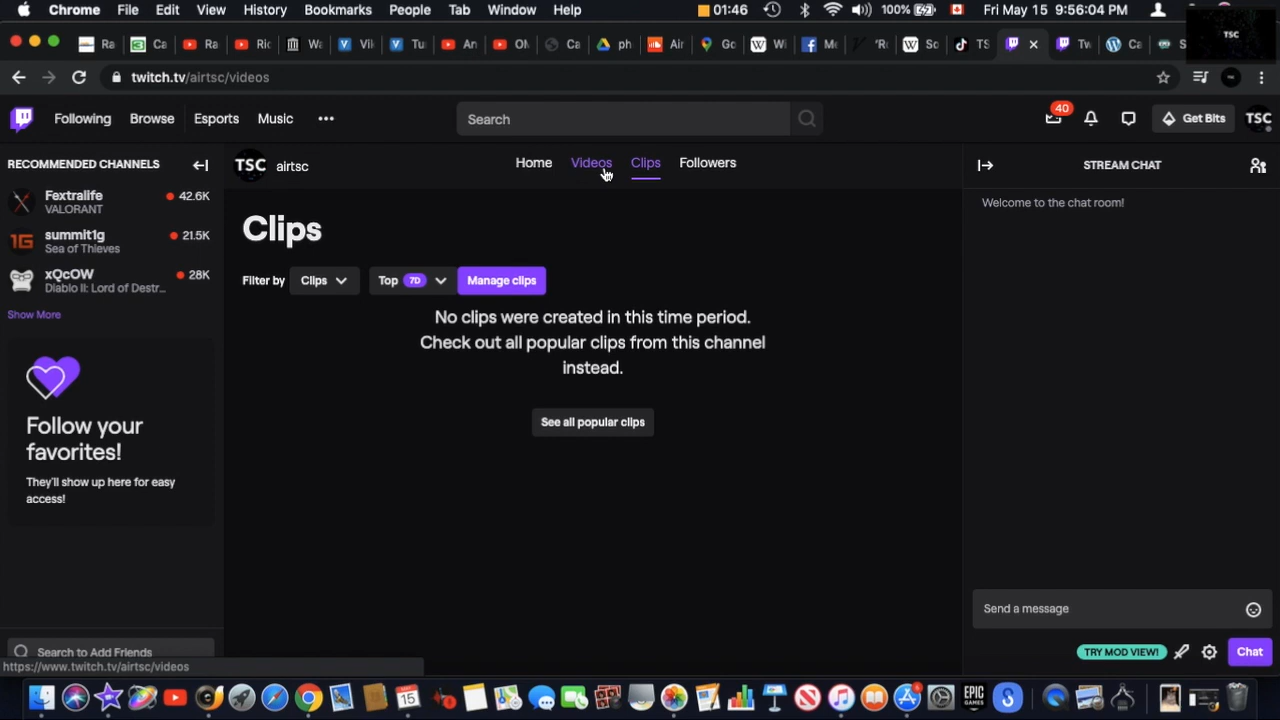 Chrome File Edit View History Bookmarks People Tab Window Help 01:46 100% Fri May 15 9:56:04 PM
TSC
twitch.tv/airtsc/videos
Following Browse Esports Music Search 40 Get Bits TSC
RECOMMENDED CHANNELS
Fextralife 42.6K
VALORANT
summit1g 21.5K
Sea of Thieves
xQcOW 28K
Diablo II: Lord of Destr...
Show More
Follow your
favorites!
They'll show up here for easy
access!
Search to Add Friends
https://www.twitch.tv/airtsc/videos
TSC airtsc Home Videos Clips Followers
Clips
Filter by Clips Top 7D Manage clips
No clips were created in this time period.
Check out all popular clips from this channel
instead.
See all popular clips
STREAM CHAT
Welcome to the chat room!
Send a message
TRY MOD VIEW! Chat
15
EPIC
GAMES